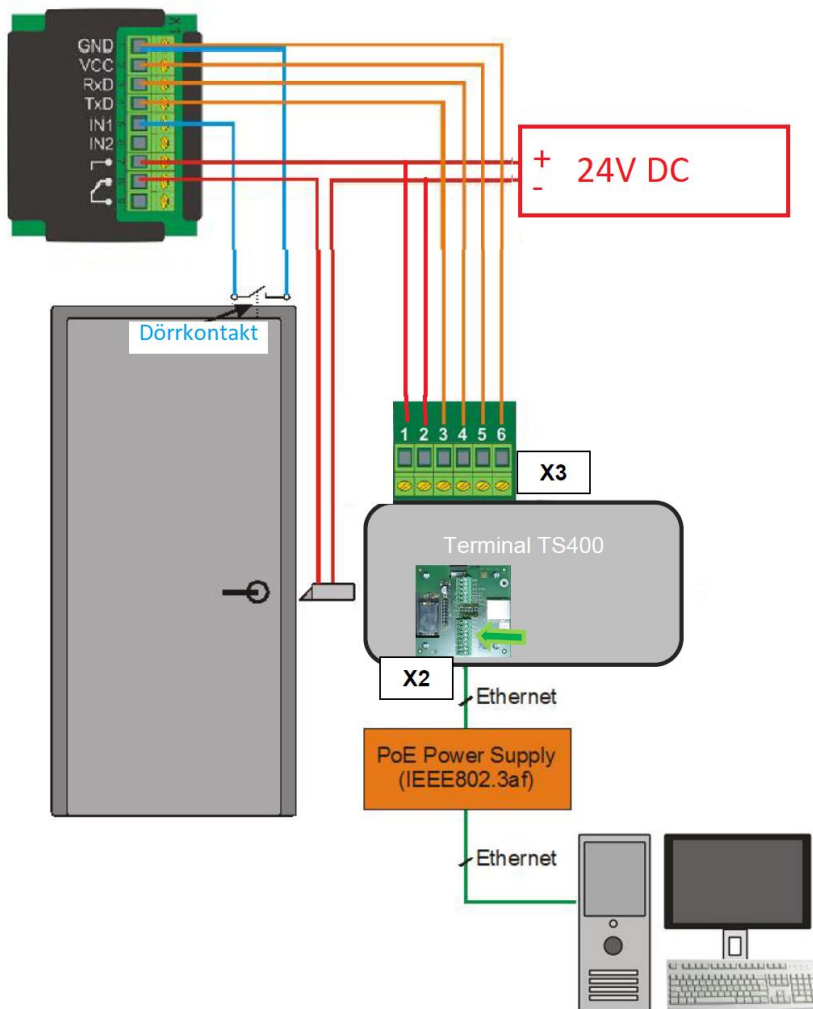 X1
GND
VCC
RxD
TxD
IN1
IN2
+ 24V DC
-
Dörrkontakt
1 2 3 4 5 6
X3
Terminal TS400
X2
Ethernet
PoE Power Supply
(IEEE802.3af)
Ethernet